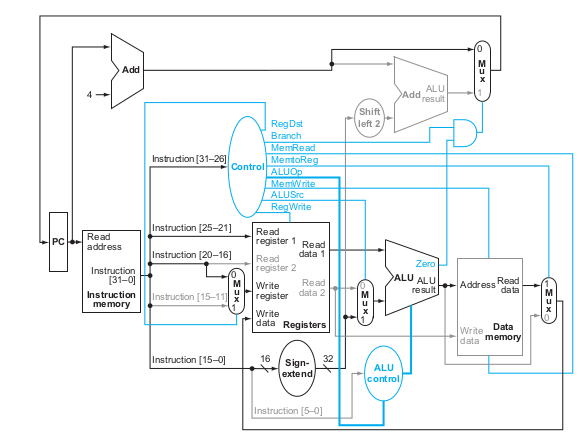 0
M
u
x
1
Add
ALU
Add
result
4
Shift
left 2
RegDst
Branch
MemRead
MemtoReg
ALUOp
MemWrite
ALUSrc
RegWrite
Control
Instruction [31–26]
Instruction [25–21]
Instruction [20–16]
Instruction [15–11]
Instruction [15–0]
Instruction [5–0]
PC
Read
address
Instruction
[31–0]
Instruction
memory
0
M
u
x
1
Read
register 1
Read
register 2
Write
register
Write
data
Read
data 1
Read
data 2
Registers
0
M
u
x
1
Zero
ALU
ALU
result
Address
Read
data
Write
data
Data
memory
1
M
u
x
0
16
Sign-
extend
32
ALU
control